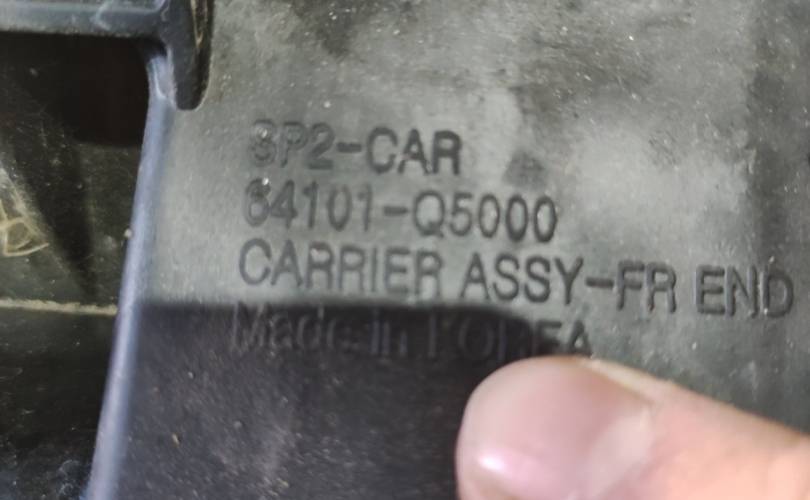 SP2-CAR
64101-Q5000
CARRIER ASSY-FR END
Made in KOREA